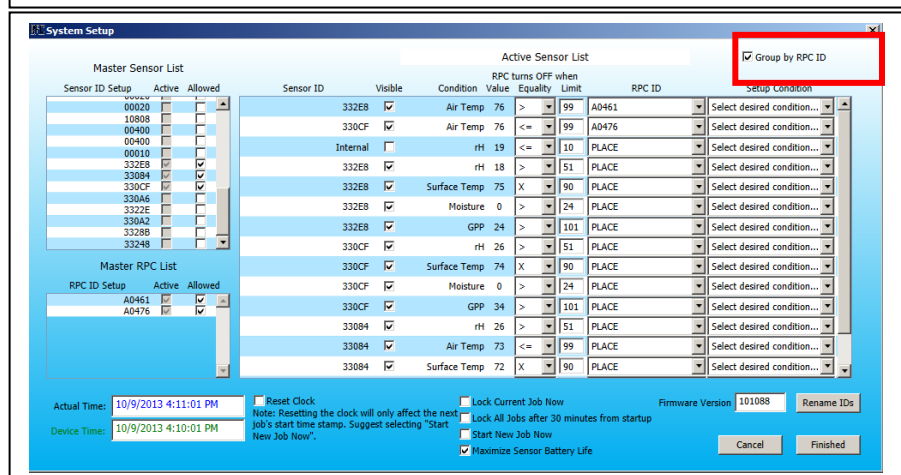 System Setup
Active Sensor List
Group by RPC ID
Master Sensor List
RPC turns OFF when
Sensor ID Setup Active Allowed
Sensor ID Visible Condition Value Equality Limit RPC ID Setup Condition
00020
10808
00400
00400
00010
332E8
33084
330CF
330A6
3322E
330A2
3328B
33248
332E8 Air Temp 76 > 99 A0461 Select desired condition...
330CF Air Temp 76 <= 99 A0476 Select desired condition...
Internal rH 19 <= 10 PLACE Select desired condition...
332E8 rH 18 > 51 PLACE Select desired condition...
332E8 Surface Temp 75 X 90 PLACE Select desired condition...
332E8 Moisture 0 > 24 PLACE Select desired condition...
332E8 GPP 24 > 101 PLACE Select desired condition...
330CF rH 26 > 51 PLACE Select desired condition...
330CF Surface Temp 74 X 90 PLACE Select desired condition...
330CF Moisture 0 > 24 PLACE Select desired condition...
330CF GPP 34 > 101 PLACE Select desired condition...
33084 rH 26 > 51 PLACE Select desired condition...
33084 Air Temp 73 <= 99 PLACE Select desired condition...
33084 Surface Temp 72 X 90 PLACE Select desired condition...
Master RPC List
RPC ID Setup Active Allowed
A0461
A0476
Actual Time: 10/9/2013 4:11:01 PM
Device Time: 10/9/2013 4:10:01 PM
Reset Clock
Note: Resetting the clock will only affect the next
job's start time stamp. Suggest selecting "Start
New Job Now".
Lock Current Job Now
Lock All Jobs after 30 minutes from startup
Start New Job Now
Maximize Sensor Battery Life
Firmware Version 101088
Rename IDs
Cancel
Finished